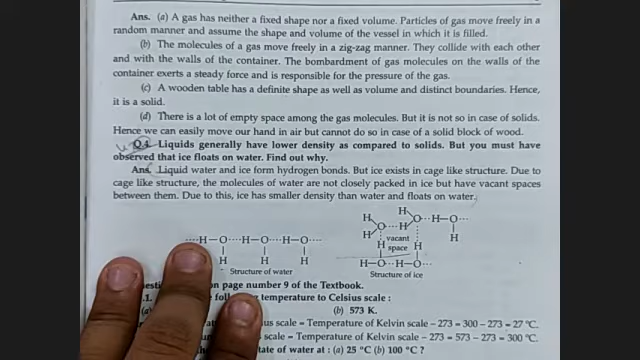 Ans. (a) A gas has neither a fixed shape nor a fixed volume. Particles of gas move freely in a
random manner and assume the shape and volume of the vessel in which it is filled.
(b) The molecules of a gas move freely in a zig-zag manner. They collide with each other
and with the walls of the container. The bombardment of gas molecules on the walls of the
container exerts a steady force and is responsible for the pressure of the gas.
(c) A wooden table has a definite shape as well as volume and distinct boundaries. Hence,
it is a solid.
(d) There is a lot of empty space among the gas molecules. But it is not so in case of solids.
Hence we can easily move our hand in air but cannot do so in case of a solid block of wood.
Q.4. Liquids generally have lower density as compared to solids. But you must have
observed that ice floats on water. Find out why.
Ans. Liquid water and ice form hydrogen bonds. But ice exists in cage like structure. Due to
cage like structure, the molecules of water are not closely packed in ice but have vacant spaces
between them. Due to this, ice has smaller density than water and floats on water.
H
H O H O H O
H H
vacant
H space H
H O H O
H
Structure of ice
H O H O H O
H H H
Structure of water
on page number 9 of the Textbook.
.1. temperature to Celsius scale :
(a) (b) 573 K.
scale = Temperature of Kelvin scale – 273 = 300 – 273 = 27 °C.
scale = Temperature of Kelvin scale – 273 = 573 – 273 = 300 °C.
state of water at : (a) 25 °C (b) 100 °C ?